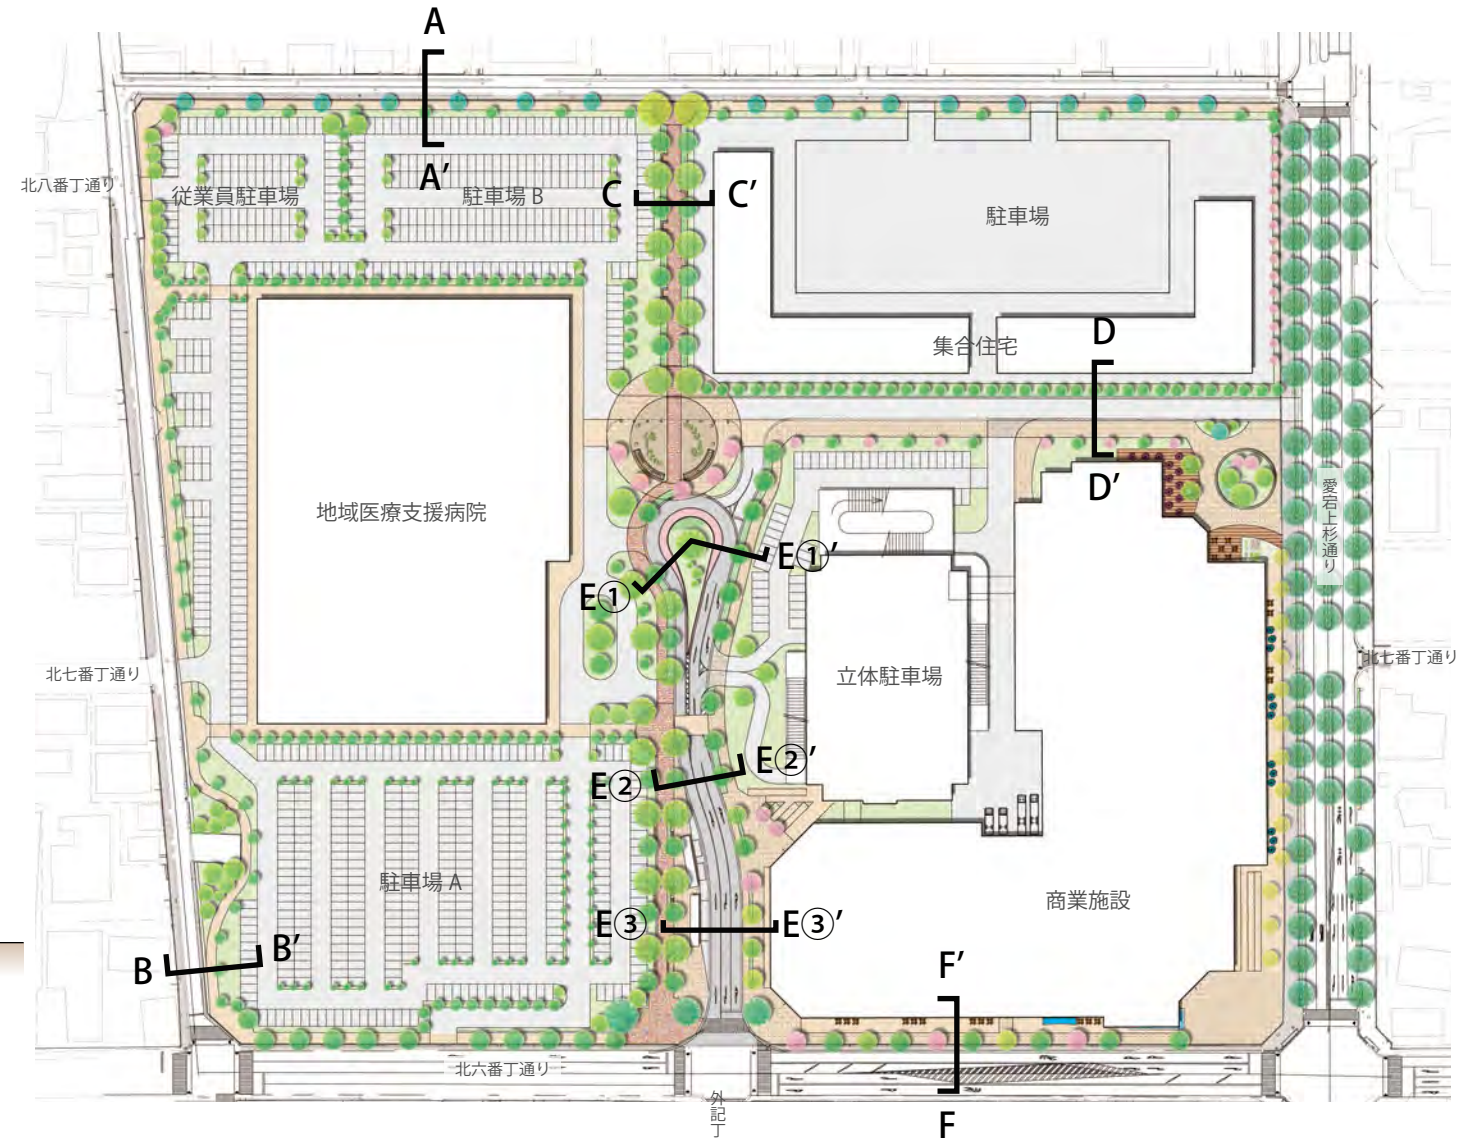 A
A′
北八番丁通り
従業員駐車場
駐車場 B
C
C′
駐車場
D
集合住宅
D′
地域医療支援病院
愛宕上杉通り
E①′
E①
北七番丁通り
立体駐車場
北七番丁通り
E②′
E②
駐車場 A
商業施設
E③
E③′
B′
B
F′
北六番丁通り
外記丁
F